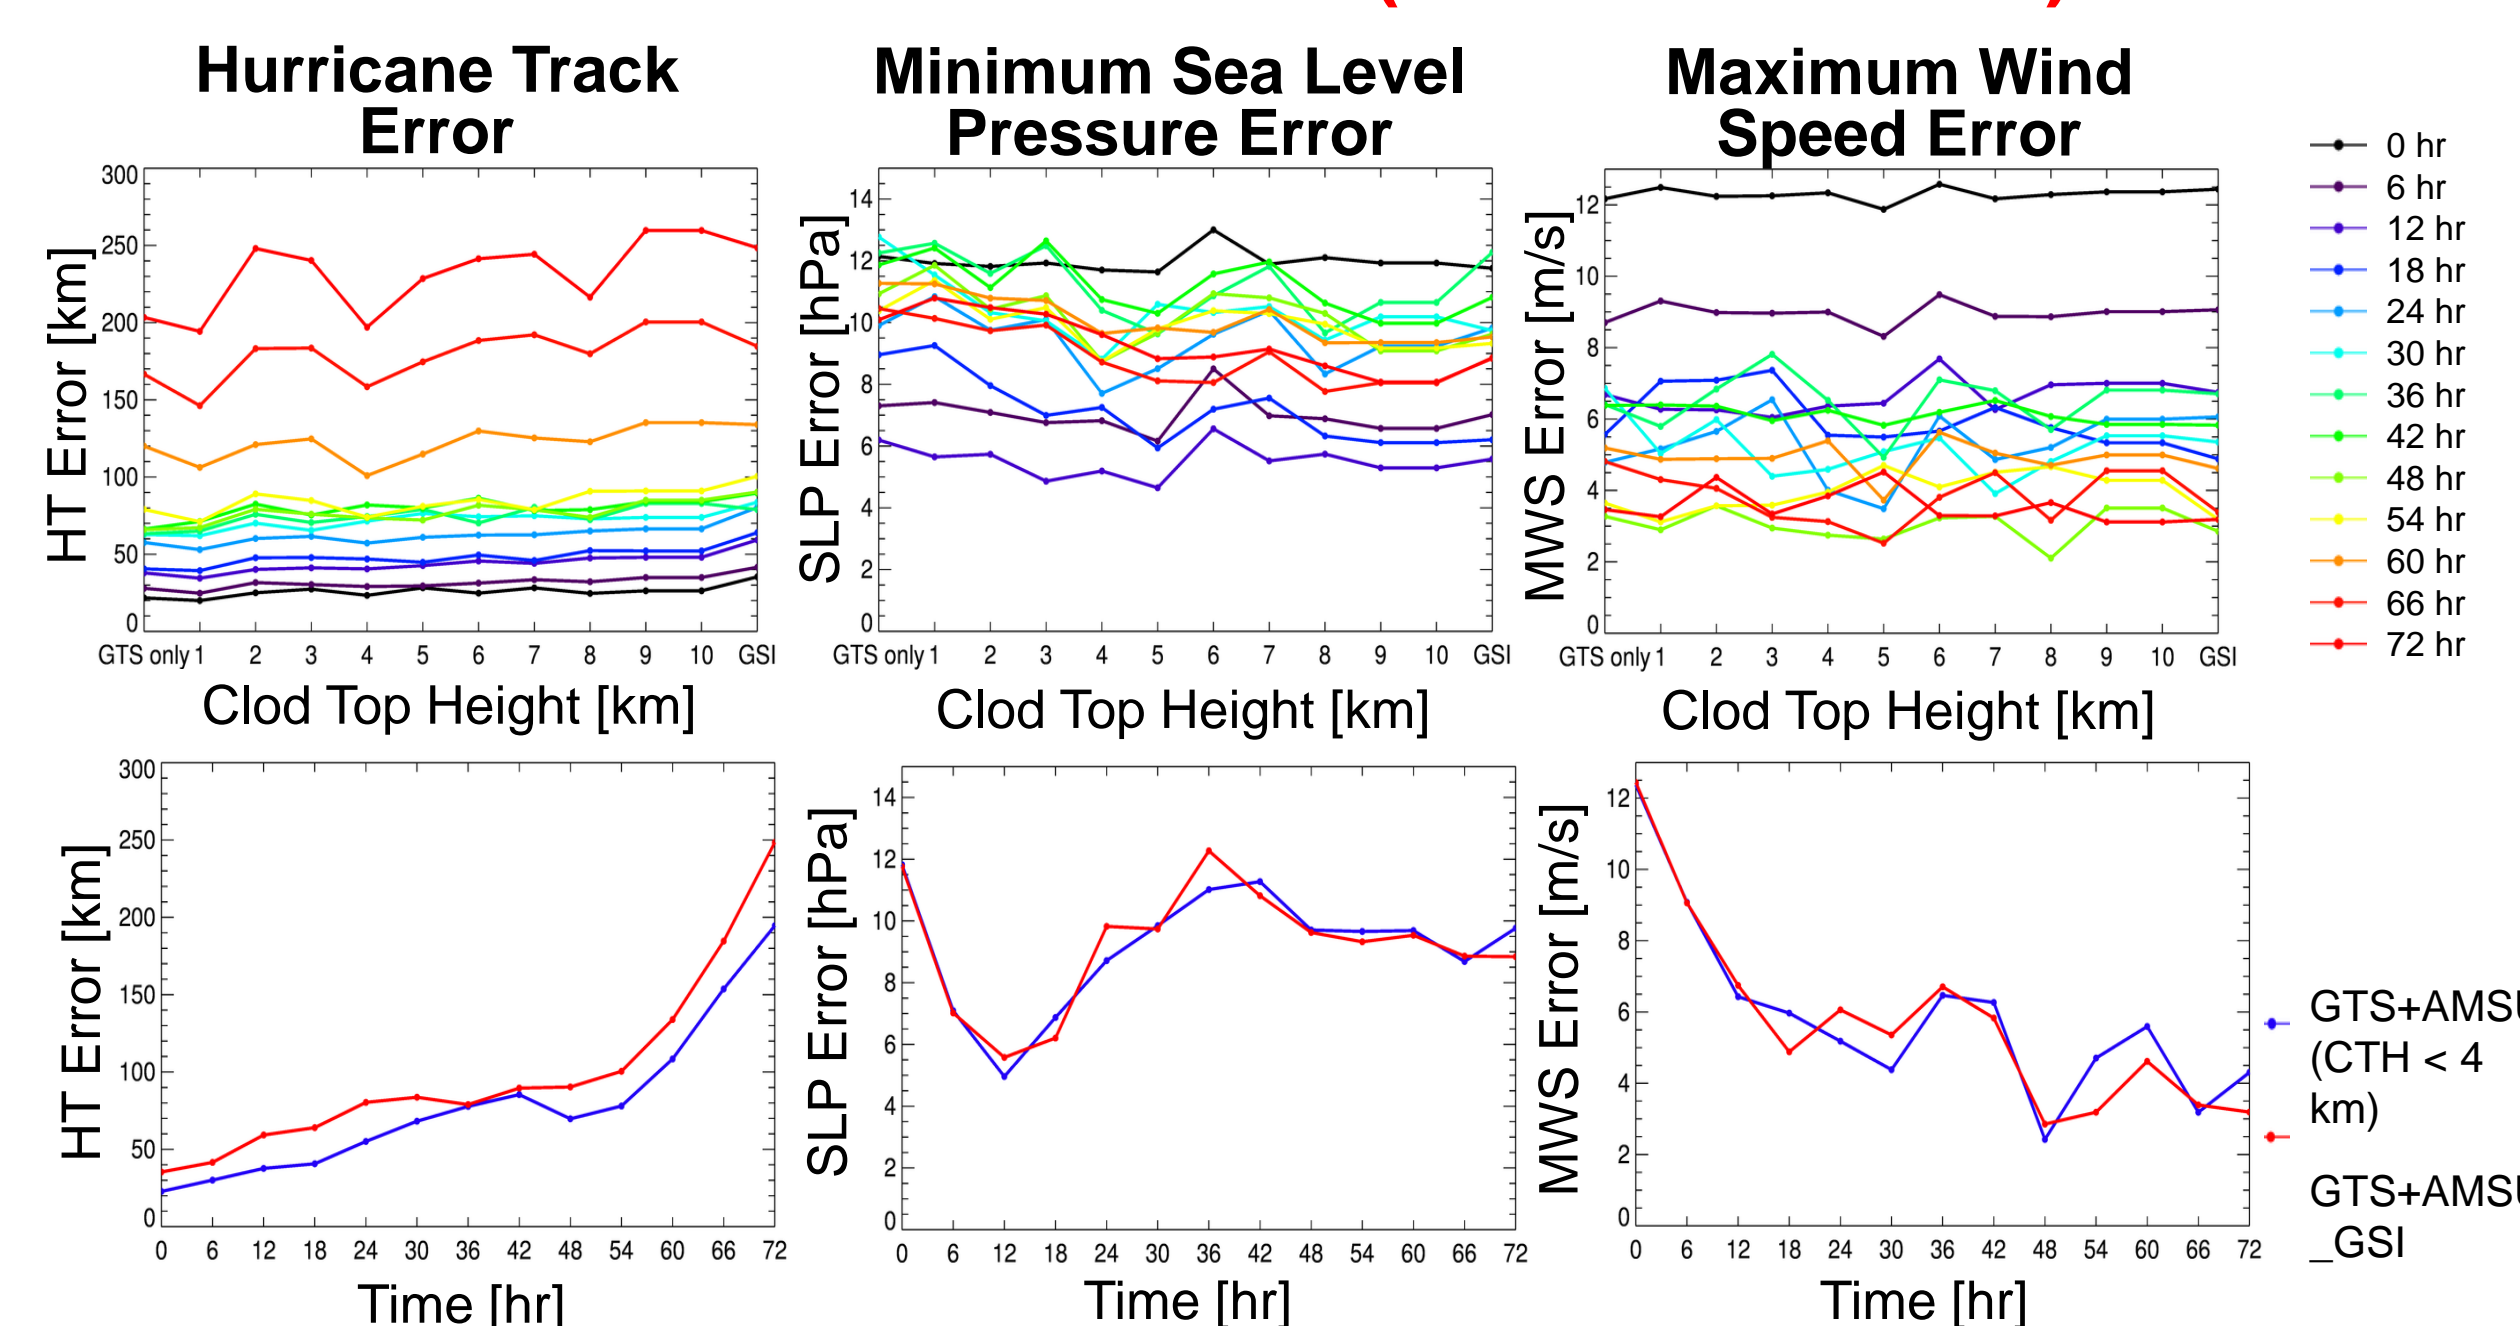 Hurricane Track
Error
Minimum Sea Level
Pressure Error
Maximum Wind
Speed Error
HT Error [km]
300
250
200
150
100
50
0
GTS only 1 2 3 4 5 6 7 8 9 10 GSI
Clod Top Height [km]
SLP Error [hPa]
14
12
10
8
6
4
2
0
GTS only 1 2 3 4 5 6 7 8 9 10 GSI
Clod Top Height [km]
MWS Error [m/s]
12
10
8
6
4
2
0
GTS only 1 2 3 4 5 6 7 8 9 10 GSI
Clod Top Height [km]
0 hr
6 hr
12 hr
18 hr
24 hr
30 hr
36 hr
42 hr
48 hr
54 hr
60 hr
66 hr
72 hr
HT Error [km]
300
250
200
150
100
50
0
0 6 12 18 24 30 36 42 48 54 60 66 72
Time [hr]
SLP Error [hPa]
14
12
10
8
6
4
2
0
0 6 12 18 24 30 36 42 48 54 60 66 72
Time [hr]
MWS Error [m/s]
12
10
8
6
4
2
0
0 6 12 18 24 30 36 42 48 54 60 66 72
Time [hr]
GTS+AMSU
(CTH < 4
km)
GTS+AMSU
_GSI